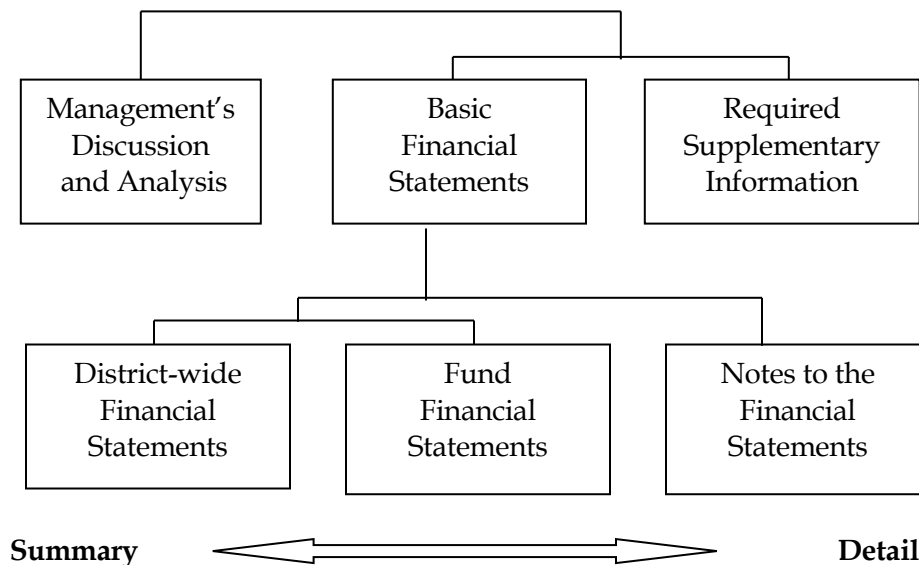 Management’s
Discussion
and Analysis
Basic
Financial
Statements
Required
Supplementary
Information
District-wide
Financial
Statements
Fund
Financial
Statements
Notes to the
Financial
Statements
Summary
Detail